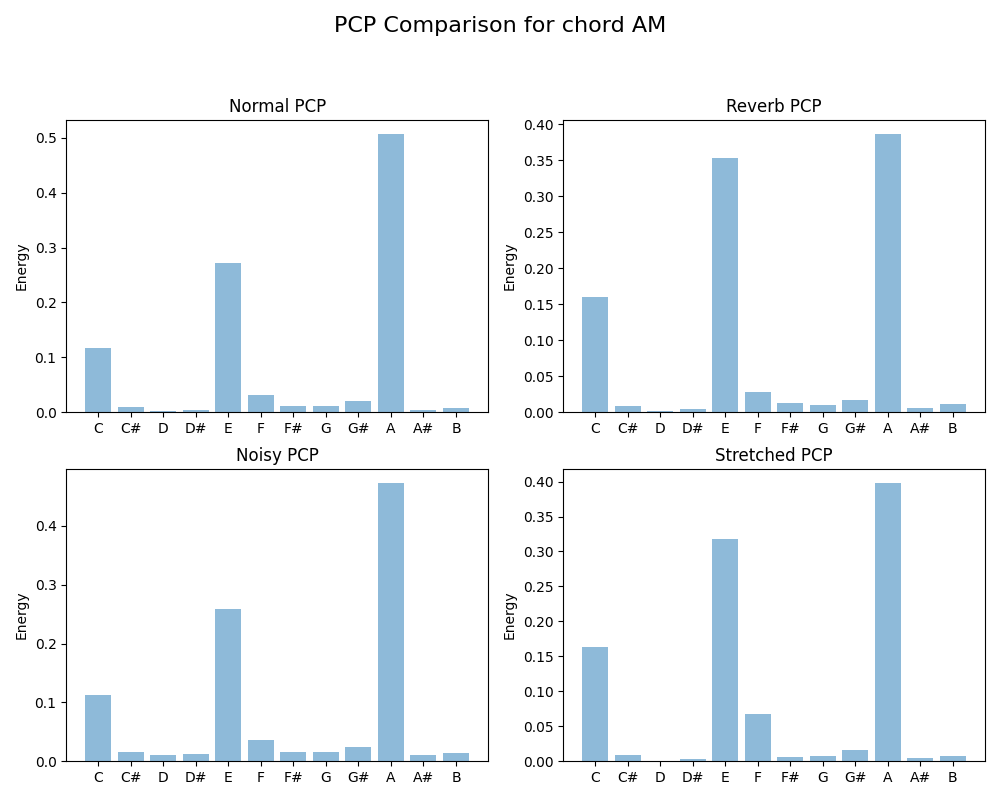 PCP Comparison for chord AM
Normal PCP
Energy
0.5
0.4
0.3
0.2
0.1
0.0
C C# D D# E F F# G G# A A# B
Reverb PCP
Energy
0.40
0.35
0.30
0.25
0.20
0.15
0.10
0.05
0.00
C C# D D# E F F# G G# A A# B
Noisy PCP
Energy
0.4
0.3
0.2
0.1
0.0
C C# D D# E F F# G G# A A# B
Stretched PCP
Energy
0.40
0.35
0.30
0.25
0.20
0.15
0.10
0.05
0.00
C C# D D# E F F# G G# A A# B